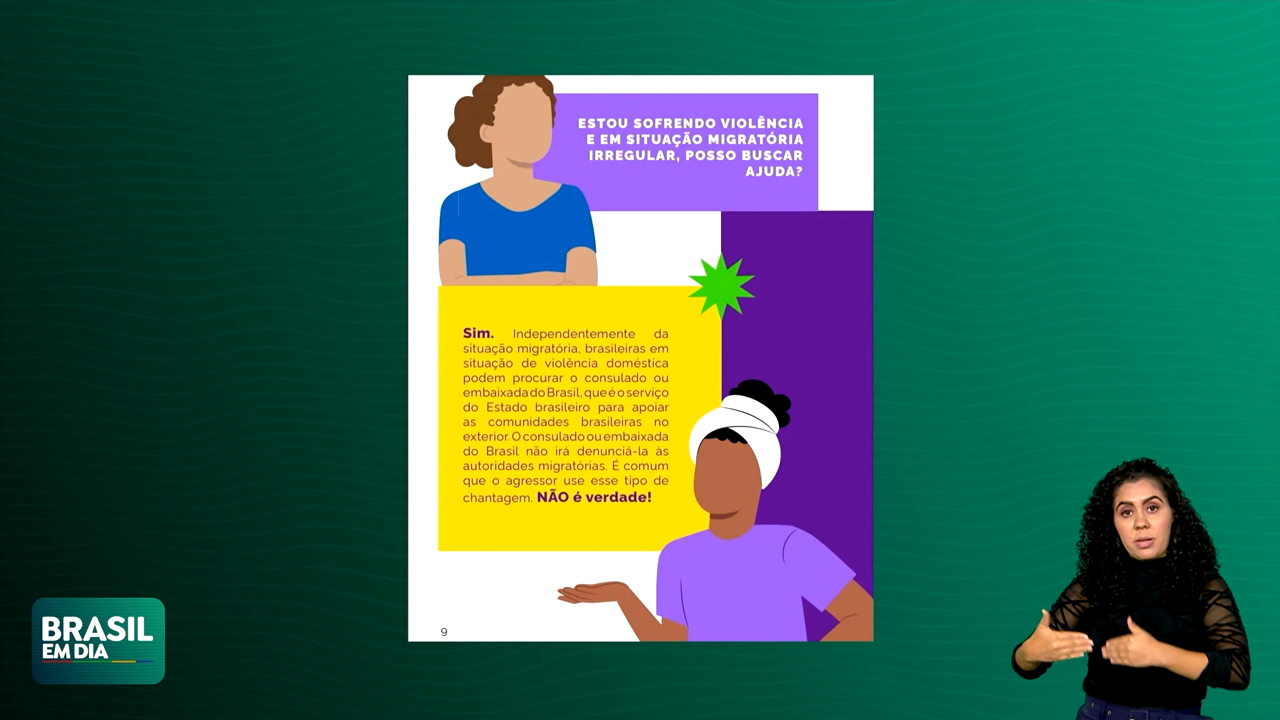 ESTOU SOFRENDO VIOLÊNCIA
E EM SITUAÇÃO MIGRATÓRIA
IRREGULAR, POSSO BUSCAR
AJUDA?
Sim. Independentemente da
situação migratória, brasileiras em
situação de violência doméstica
podem procurar o consulado ou
embaixada do Brasil, que é o serviço
do Estado brasileiro para apoiar
as comunidades brasileiras no
exterior. O consulado ou embaixada
do Brasil não irá denunciá-la às
autoridades migratórias. É comum
que o agressor use esse tipo de
chantagem. NÃO é verdade!
9
BRASIL
EM DIA